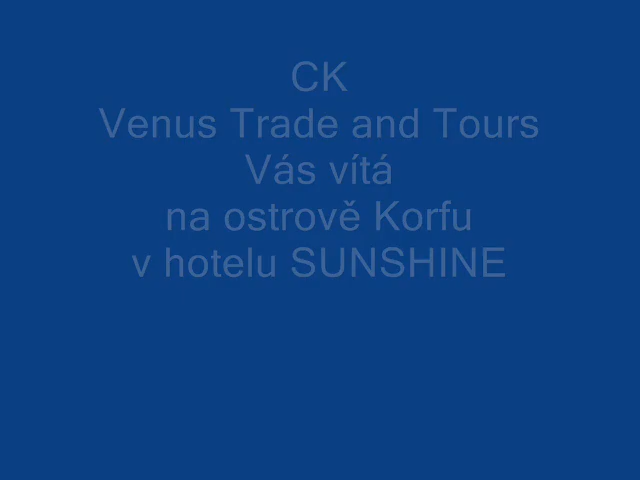 CK
Venus Trade and Tours
Vás vítá
na ostrově Korfu
v hotelu SUNSHINE